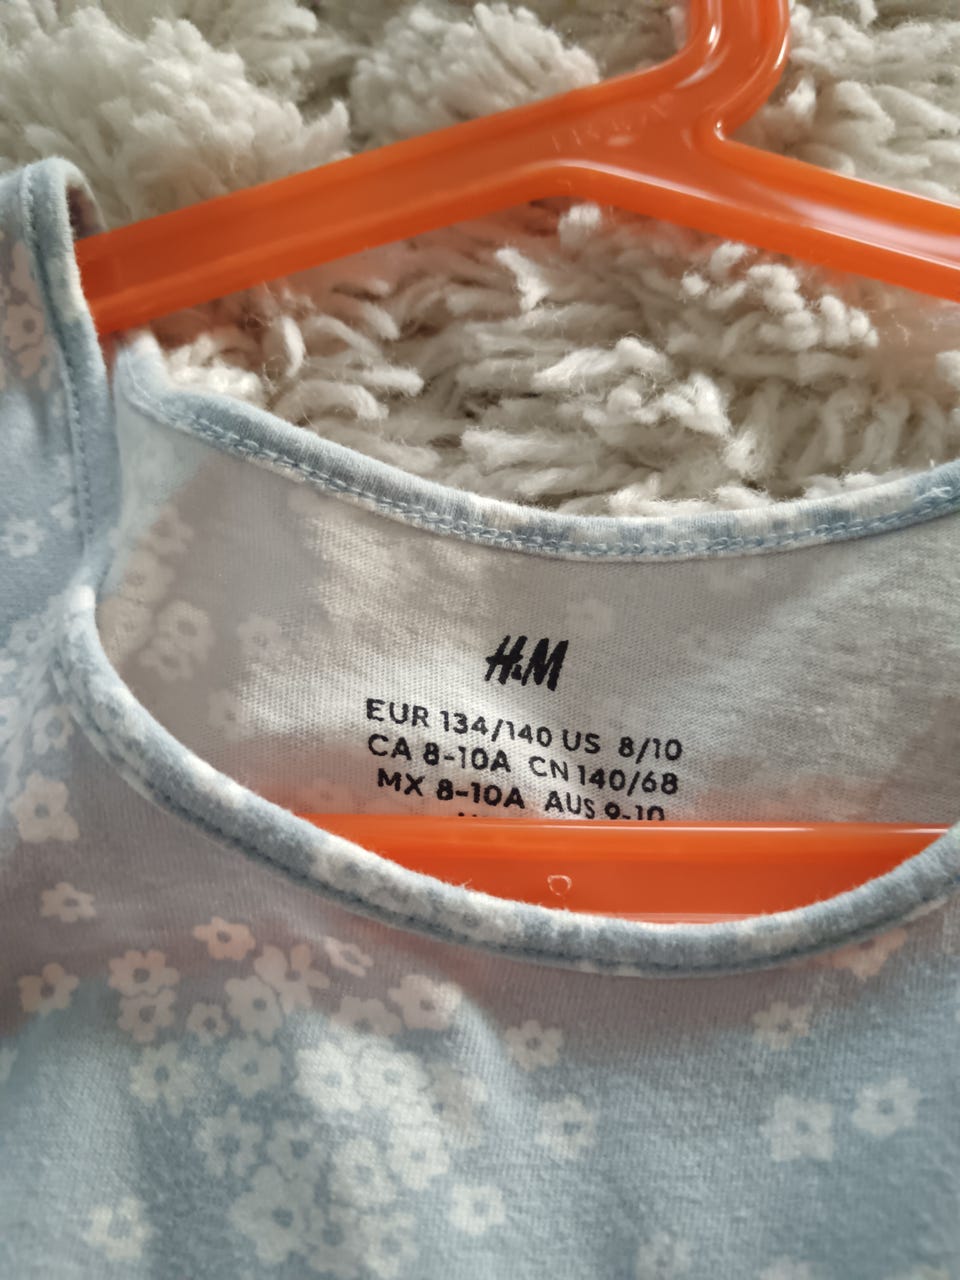 H&M
EUR 134/140 US 8/10
CA 8-10A CN 140/68
MX 8-10A AUS 9-10